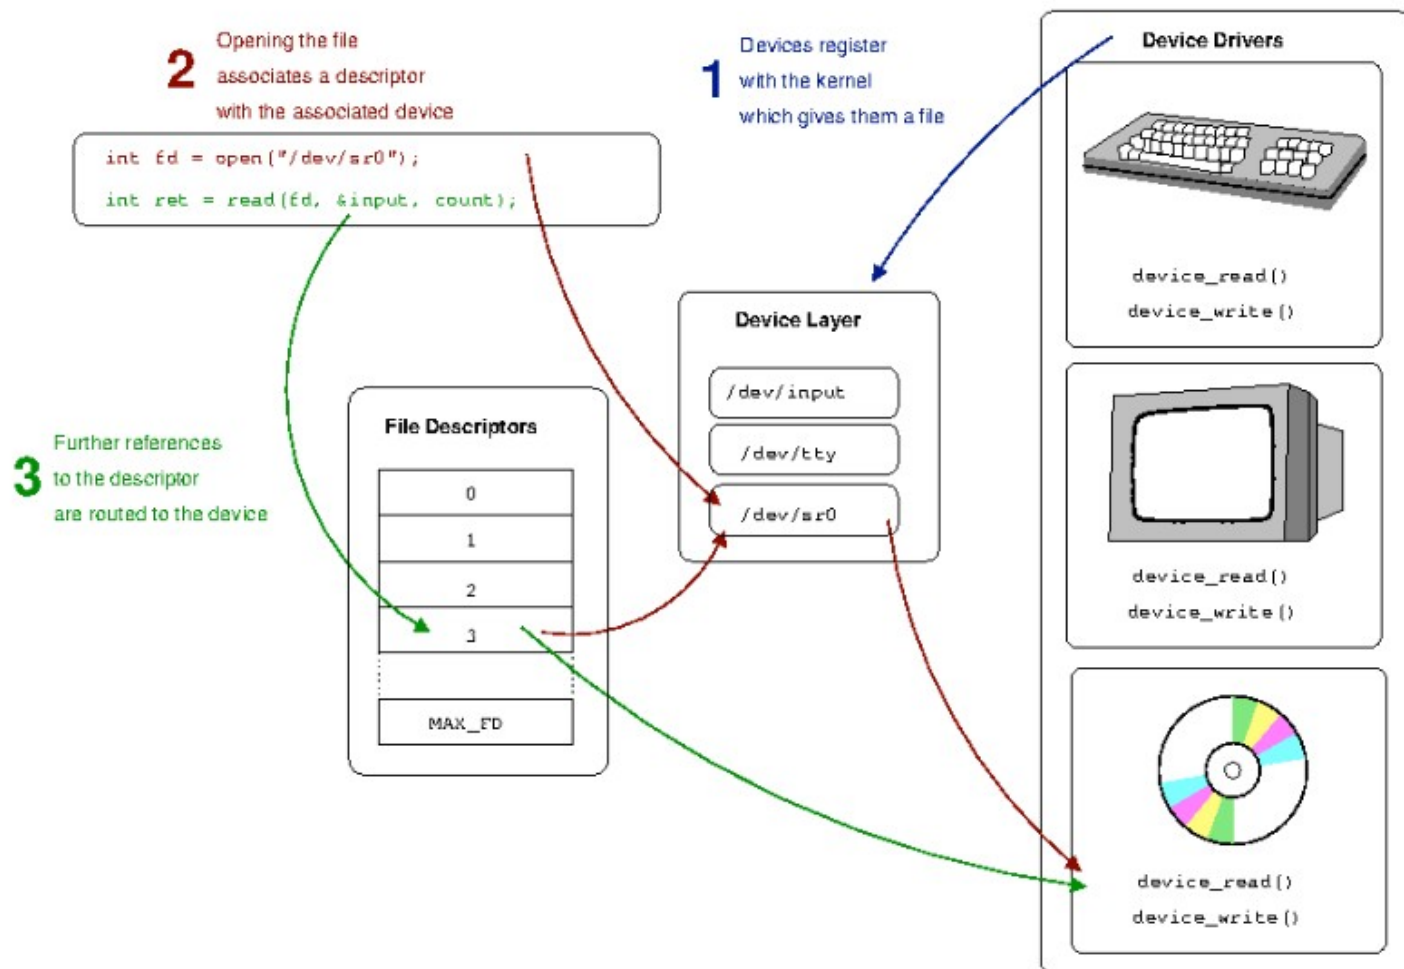 2
Opening the file
associates a descriptor
with the associated device
1
Devices register
with the kernel
which gives them a file
int fd = open("/dev/sr0");
int ret = read(fd, &input, count);
3
Further references
to the descriptor
are routed to the device
File Descriptors
0
1
2
3
MAX_FD
Device Layer
/dev/input
/dev/tty
/dev/sr0
Device Drivers
device_read()
device_write()
device_read()
device_write()
device_read()
device_write()